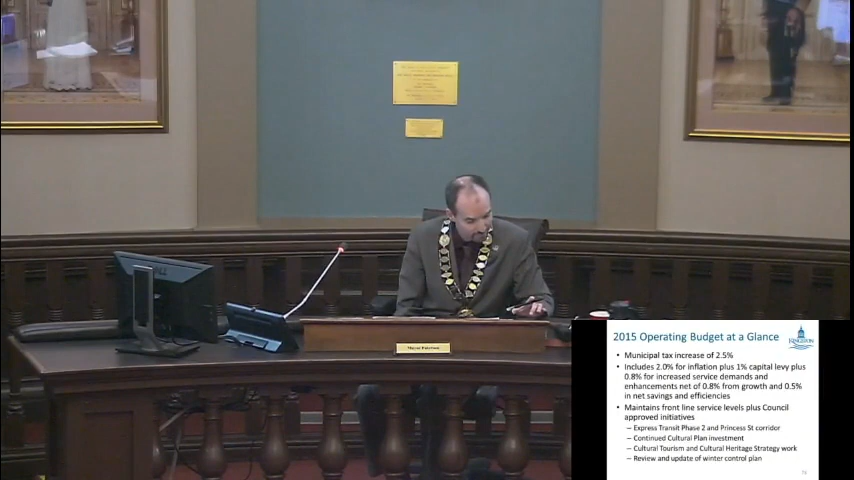 DELL
Mayor Paterson
2015 Operating Budget at a Glance
KINGSTON
• Municipal tax increase of 2.5%
• Includes 2.0% for inflation plus 1% capital levy plus
0.8% for increased service demands and
enhancements net of 0.8% from growth and 0.5%
in net savings and efficiencies
• Maintains front line service levels plus Council
approved initiatives
– Express Transit Phase 2 and Princess St corridor
– Continued Cultural Plan investment
– Cultural Tourism and Cultural Heritage Strategy work
– Review and update of winter control plan